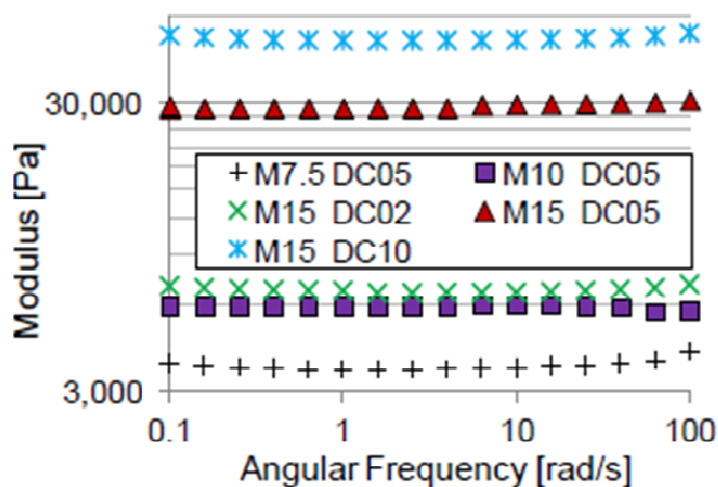 30,000
Modulus [Pa]
M7.5 DC05 M10 DC05
M15 DC02 M15 DC05
M15 DC10
3,000
0.1 1 10 100
Angular Frequency [rad/s]